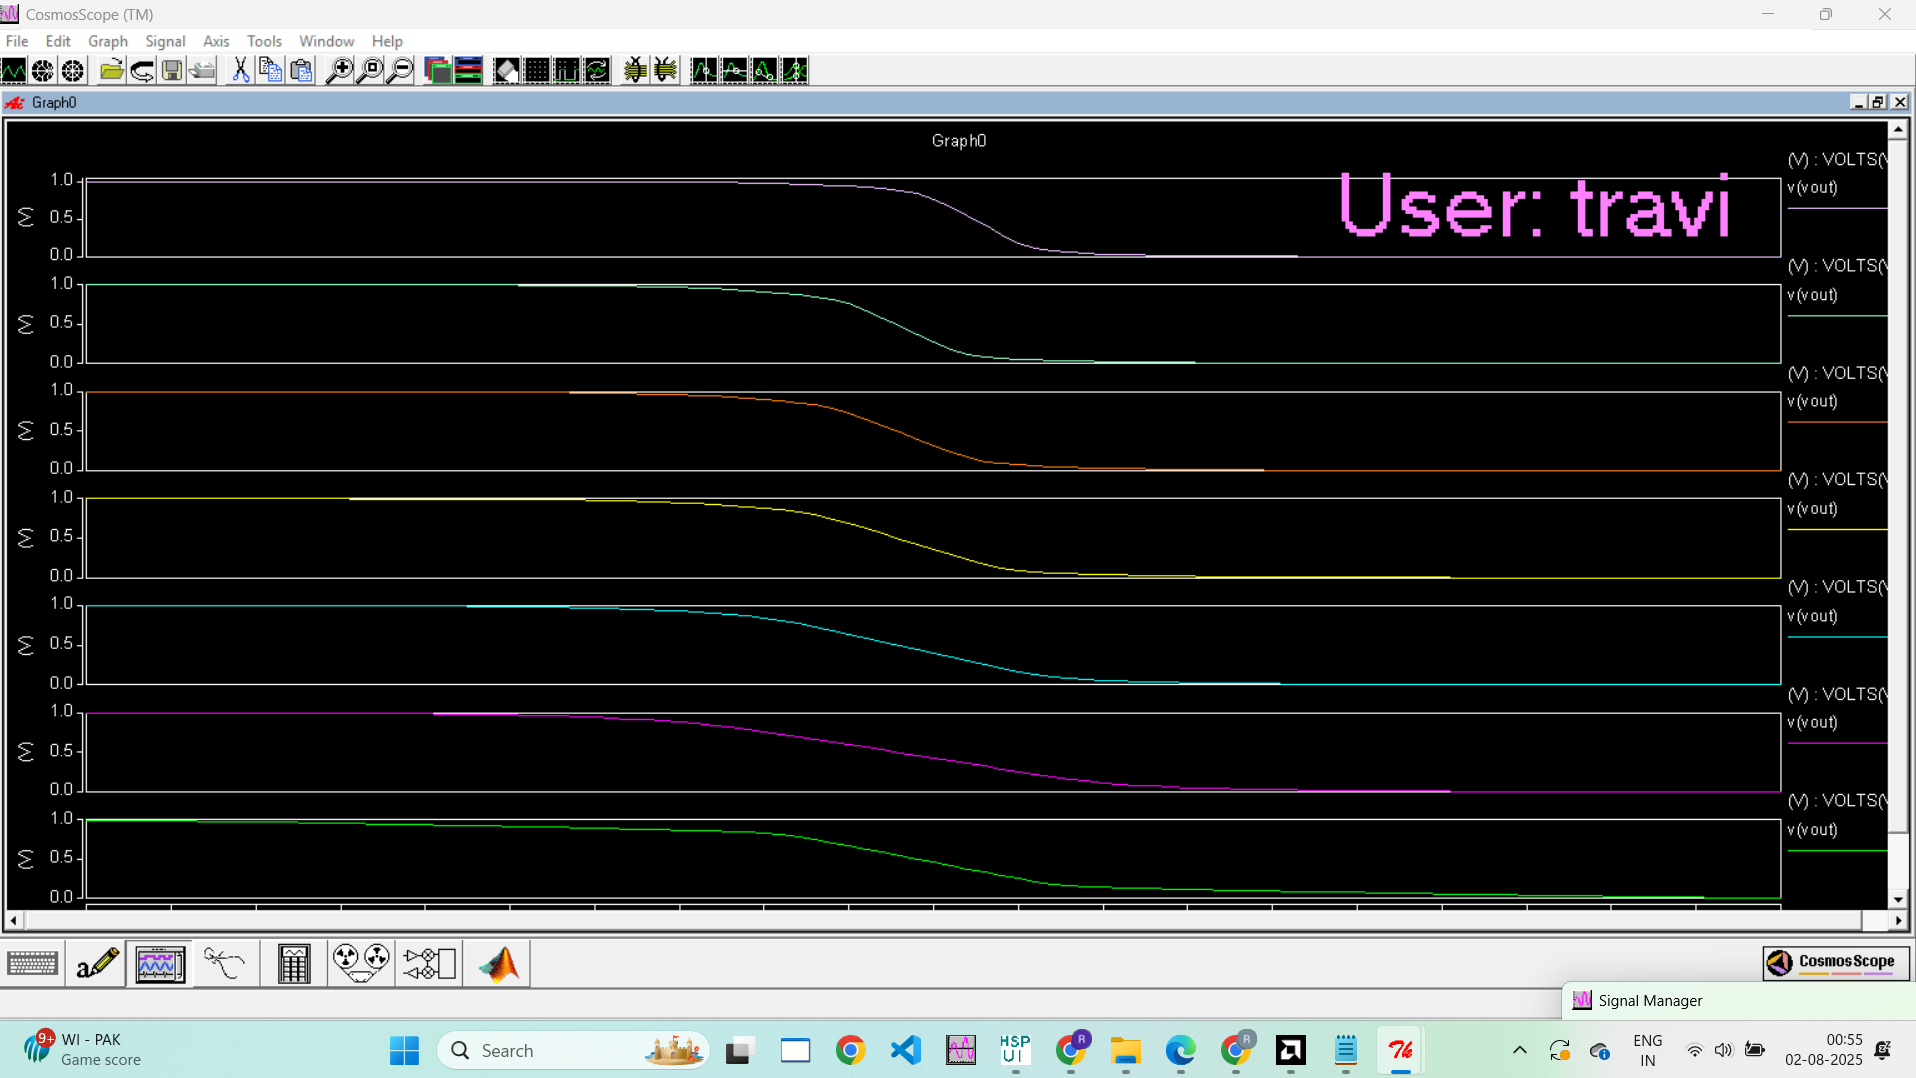 CosmosScope (TM)
File Edit Graph Signal Axis Tools Window Help
Graph0
Graph0
User: travi
(V) : VOLTS(V
1.0
v(vout)
(V)
0.5
0.0
(V) : VOLTS(V
1.0
v(vout)
(V)
0.5
0.0
(V) : VOLTS(V
1.0
v(vout)
(V)
0.5
0.0
(V) : VOLTS(V
1.0
v(vout)
(V)
0.5
0.0
(V) : VOLTS(V
1.0
v(vout)
(V)
0.5
0.0
(V) : VOLTS(V
1.0
v(vout)
(V)
0.5
0.0
(V) : VOLTS(V
1.0
v(vout)
(V)
0.5
0.0
a
CosmosScope
Signal Manager
9+
WI - PAK
Game score
Search
HSP
UI
R
R
Tk
ENG
IN
00:55
02-08-2025